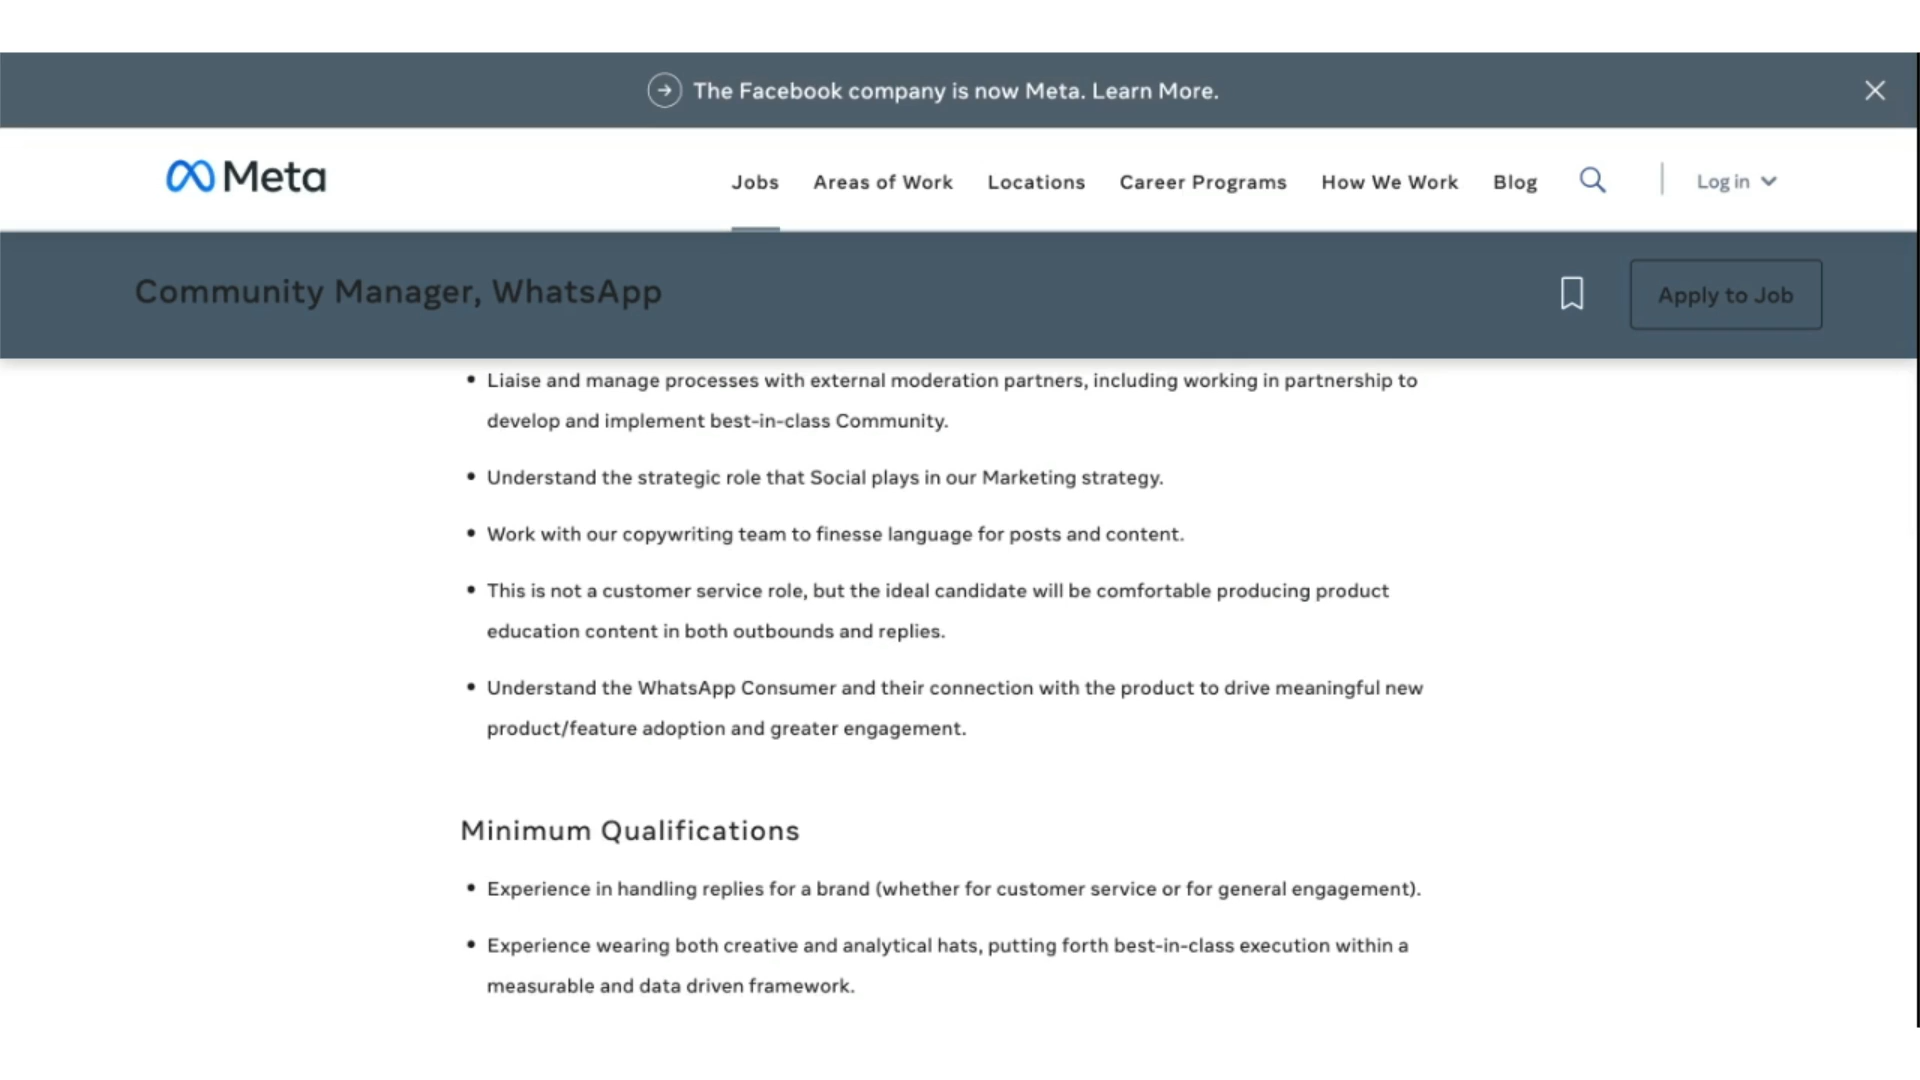 The Facebook company is now Meta. Learn More.
Meta
Jobs
Areas of Work
Locations
Career Programs
How We Work
Blog
Log in
Community Manager, WhatsApp
Apply to Job
• Liaise and manage processes with external moderation partners, including working in partnership to
develop and implement best-in-class Community.
• Understand the strategic role that Social plays in our Marketing strategy.
• Work with our copywriting team to finesse language for posts and content.
• This is not a customer service role, but the ideal candidate will be comfortable producing product
education content in both outbounds and replies.
• Understand the WhatsApp Consumer and their connection with the product to drive meaningful new
product/feature adoption and greater engagement.
Minimum Qualifications
• Experience in handling replies for a brand (whether for customer service or for general engagement).
• Experience wearing both creative and analytical hats, putting forth best-in-class execution within a
measurable and data driven framework.